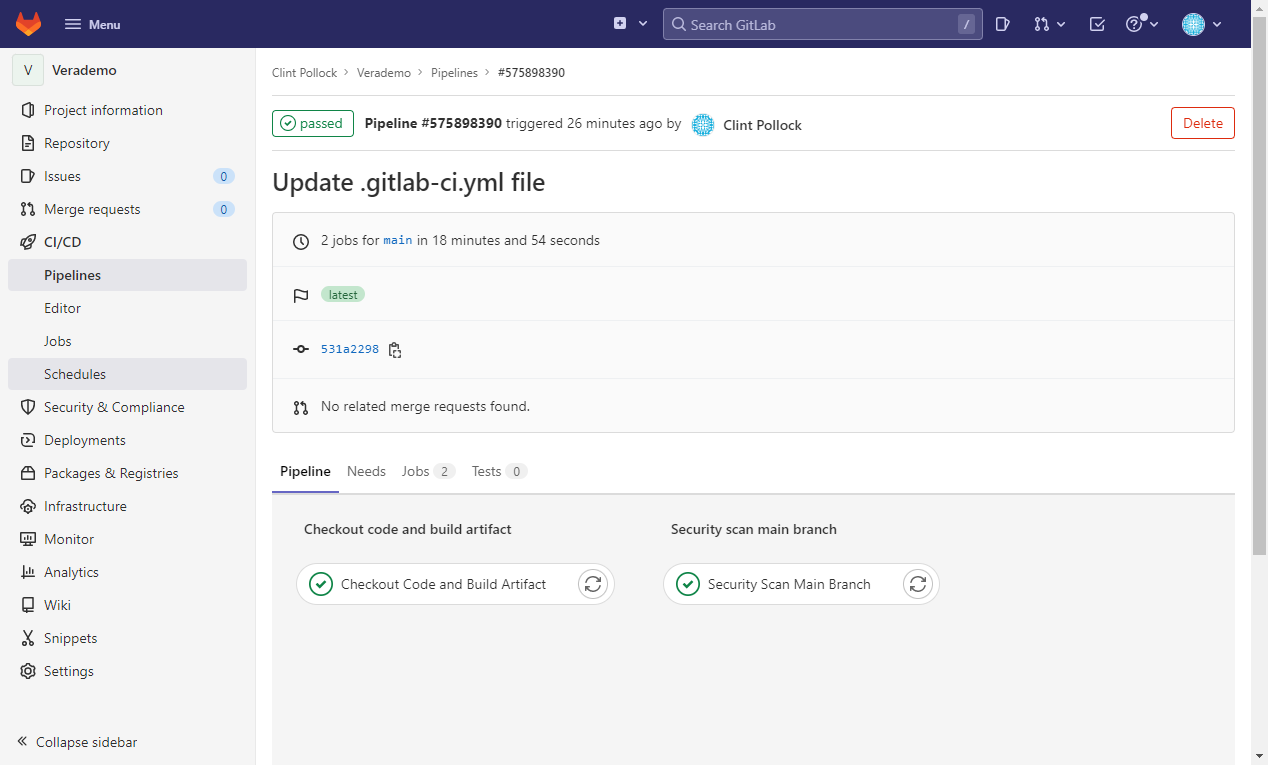 Menu
Search GitLab
/
V
Verademo
Project information
Repository
Issues 0
Merge requests 0
CI/CD
Pipelines
Editor
Jobs
Schedules
Security & Compliance
Deployments
Packages & Registries
Infrastructure
Monitor
Analytics
Wiki
Snippets
Settings
Collapse sidebar
Clint Pollock > Verademo > Pipelines > #575898390
passed Pipeline #575898390 triggered 26 minutes ago by Clint Pollock
Delete
Update .gitlab-ci.yml file
2 jobs for main in 18 minutes and 54 seconds
latest
531a2298
No related merge requests found.
Pipeline Needs Jobs 2 Tests 0
Checkout code and build artifact
Checkout Code and Build Artifact
Security scan main branch
Security Scan Main Branch